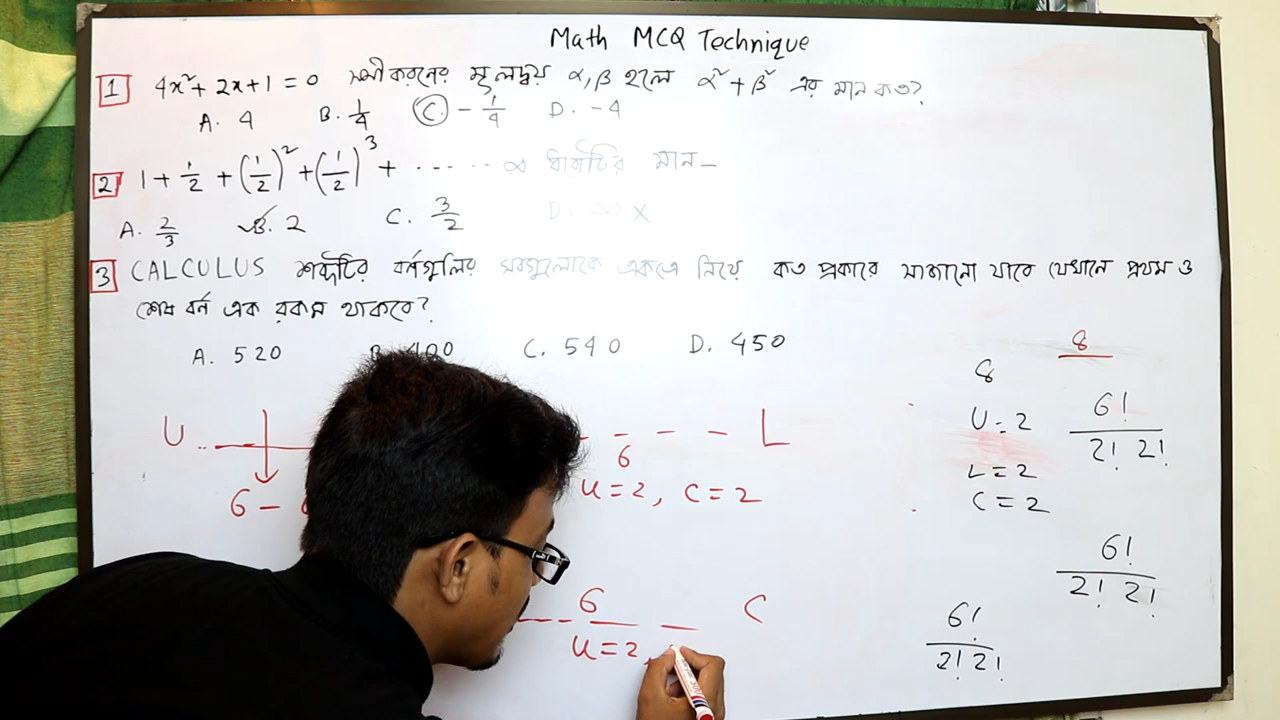 Math MCQ Technique
1 4x²+ 2x+1 = 0 সমীকরনের মূলদ্বয় α,β হলে α² + β² এর মান কত?
A. 4 B. 1/4 C. - 1/4 D. -4
2 1 + 1/2 + (1/2)² + (1/2)³ + ...... ∞ ধারাটির মান-
A. 2/3 B. 2 C. 3/2 D. ∞ x
3 CALCULUS শব্দটির বর্নগুলির সবগুলোকে একত্রে নিয়ে কত প্রকারে সাজানো যাবে যেখানে প্রথম ও
শেষ বর্ন এক রকম থাকবে?
A. 520 C. 540 D. 450
8
8
U = 2
L = 2
C = 2
6!
2! 2!
U .. - - - L
6 -
6
U = 2, C = 2
6!
2! 2!
6 C
U = 2
6!
2! 2!